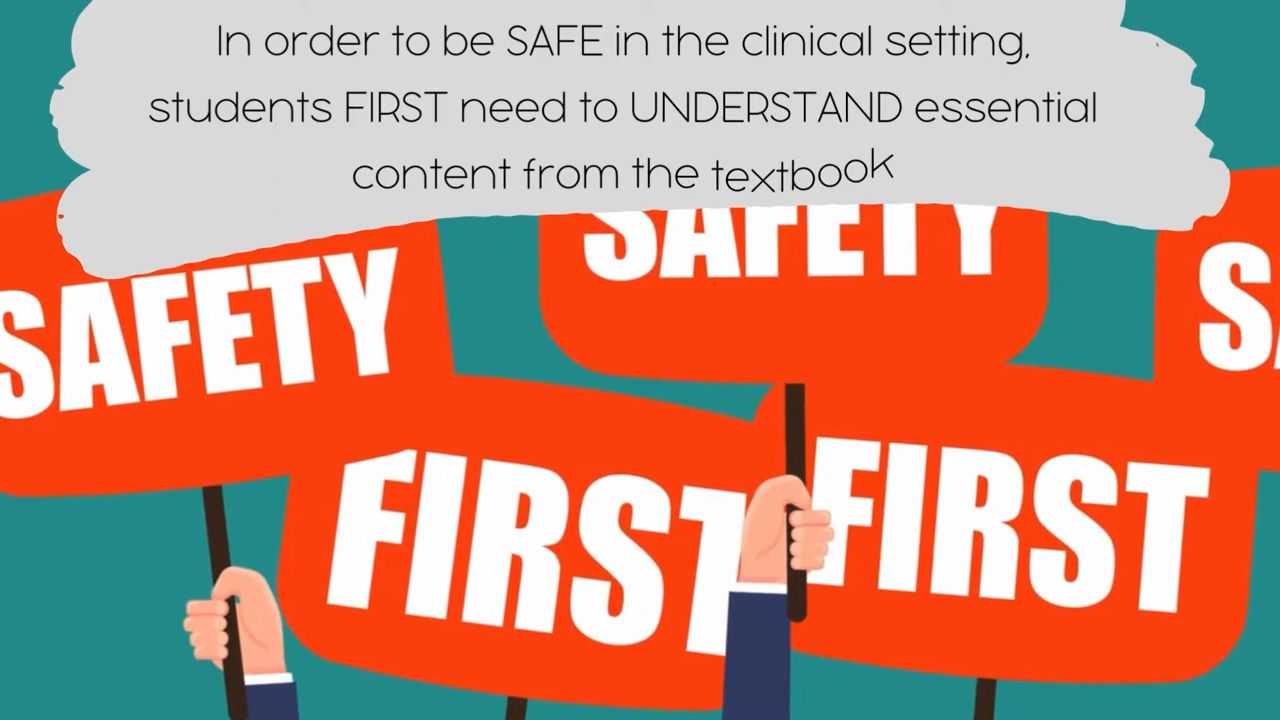 In order to be SAFE in the clinical setting,
students FIRST need to UNDERSTAND essential
content from the textbook
SAFETY
SAFETY
FIRST
FIRST